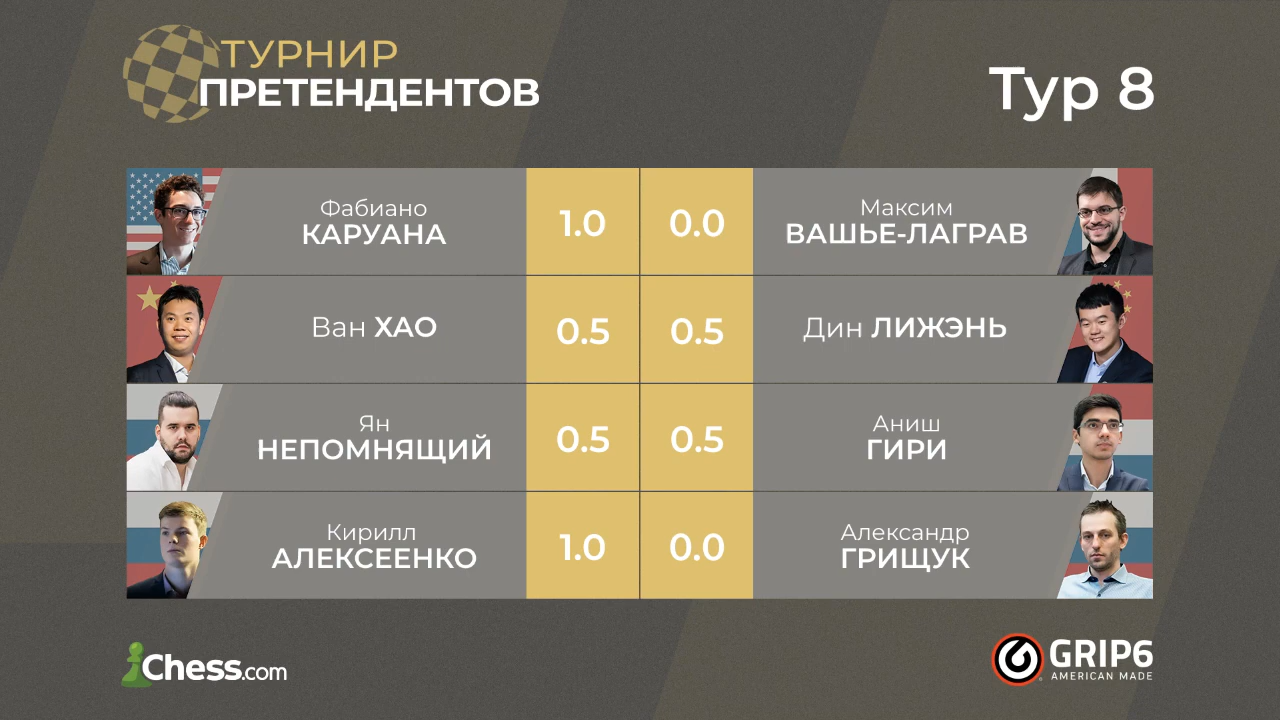 ТУРНИР
ПРЕТЕНДЕНТОВ
Тур 8
Фабиано
КАРУАНА
1.0
0.0
Максим
ВАШЬЕ-ЛАГРАВ
Ван ХАО
0.5
0.5
Дин ЛИЖЭНЬ
Ян
НЕПОМНЯЩИЙ
0.5
0.5
Аниш
ГИРИ
Кирилл
АЛЕКСЕЕНКО
1.0
0.0
Александр
ГРИЩУК
Chess.com
GRIP6
AMERICAN MADE